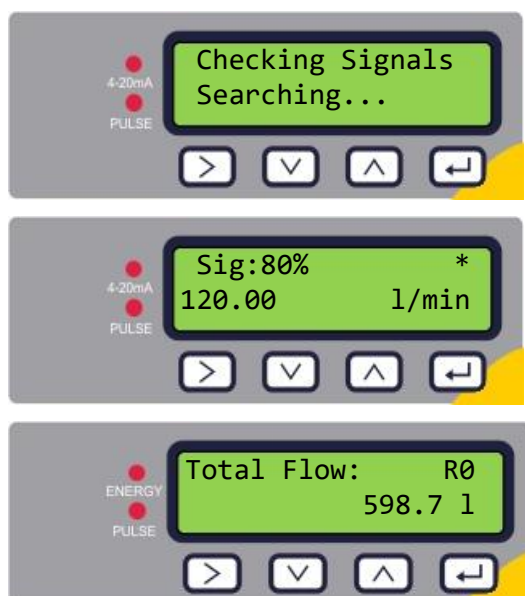 Checking Signals
4-20mA
Searching...
PULSE
Sig:80% *
4-20mA
120.00 l/min
PULSE
Total Flow: R0
ENERGY
598.7 l
PULSE